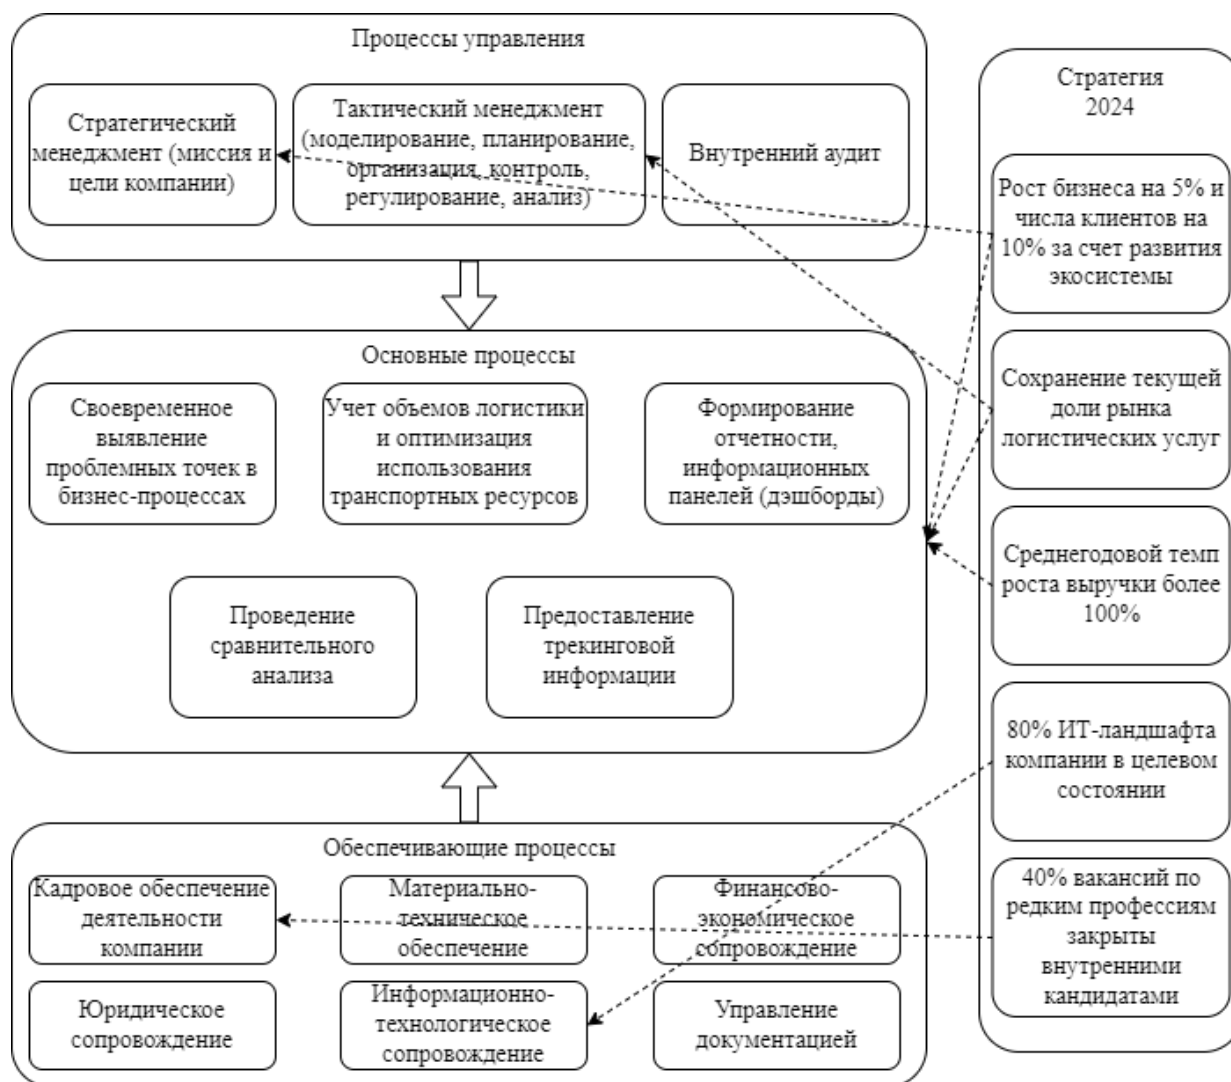 Процессы управления
Стратегический
менеджмент (миссия и
цели компании)
Тактический менеджмент
(моделирование, планирование,
организация, контроль,
регулирование, анализ)
Внутренний аудит
Основные процессы
Своевременное
выявление
проблемных точек в
бизнес-процессах
Учет объемов логистики
и оптимизация
использования
транспортных ресурсов
Формирование
отчетности,
информационных
панелей (дэшборды)
Проведение
сравнительного
анализа
Предоставление
трекинговой
информации
Обеспечивающие процессы
Кадровое обеспечение
деятельности
компании
Материально-
техническое
обеспечение
Финансово-
экономическое
сопровождение
Юридическое
сопровождение
Информационно-
технологическое
сопровождение
Управление
документацией
Стратегия
2024
Рост бизнеса на 5% и
числа клиентов на
10% за счет развития
экосистемы
Сохранение текущей
доли рынка
логистических услуг
Среднегодовой темп
роста выручки более
100%
80% ИТ-ландшафта
компании в целевом
состоянии
40% вакансий по
редким профессиям
закрыты
внутренними
кандидатами